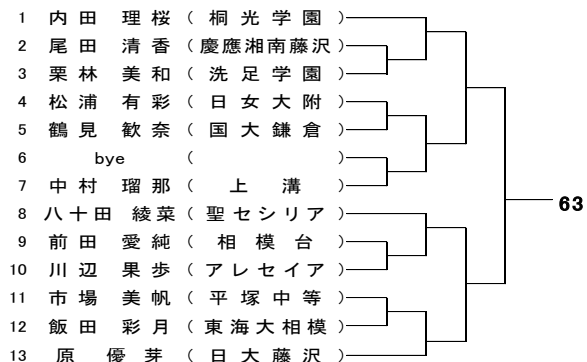 1 内田 理桜 ( 桐光学園 )
2 尾田 清香 ( 慶應湘南藤沢 )
3 栗林 美和 ( 洗足学園 )
4 松浦 有彩 ( 日女大附 )
5 鶴見 歓奈 ( 国大鎌倉 )
6 bye ( )
7 中村 瑠那 ( 上溝 )
8 八十田 綾菜 ( 聖セシリア )
9 前田 愛純 ( 相模台 )
10 川辺 果歩 ( アレセイア )
11 市場 美帆 ( 平塚中等 )
12 飯田 彩月 ( 東海大相模 )
13 原 優芽 ( 日大藤沢 )
63